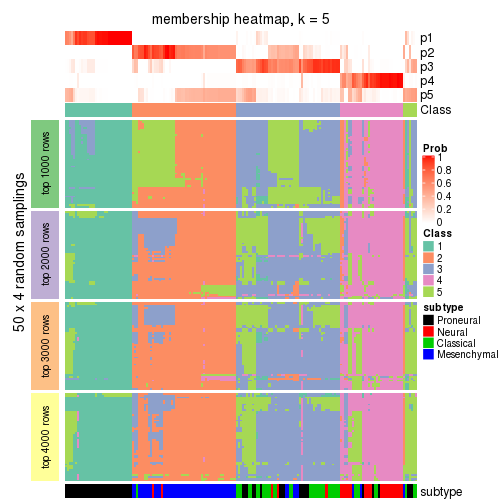 membership heatmap, k = 5
p1
p2
p3
p4
p5
Class
50 x 4 random samplings
top 1000 rows
top 2000 rows
top 3000 rows
top 4000 rows
Prob
1
0.8
0.6
0.4
0.2
0
Class
1
2
3
4
5
subtype
Proneural
Neural
Classical
Mesenchymal
subtype